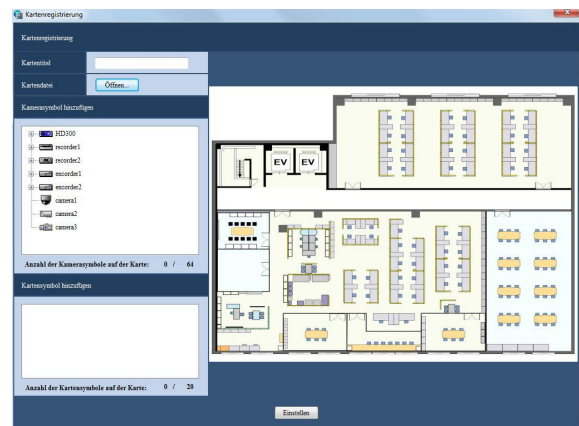 Kartenregistrierung
Kartenregistrierung
Kartentitel
Kartendatei
Öffnen...
Kamerasymbol hinzufügen
HD300
recorder1
recorder2
encorder1
encorder2
camera1
camera2
camera3
Anzahl der Kamerasymbole auf der Karte: 0 / 64
Kartensymbol hinzufügen
Anzahl der Kartensymbole auf der Karte: 0 / 20
EV EV
Einstellen